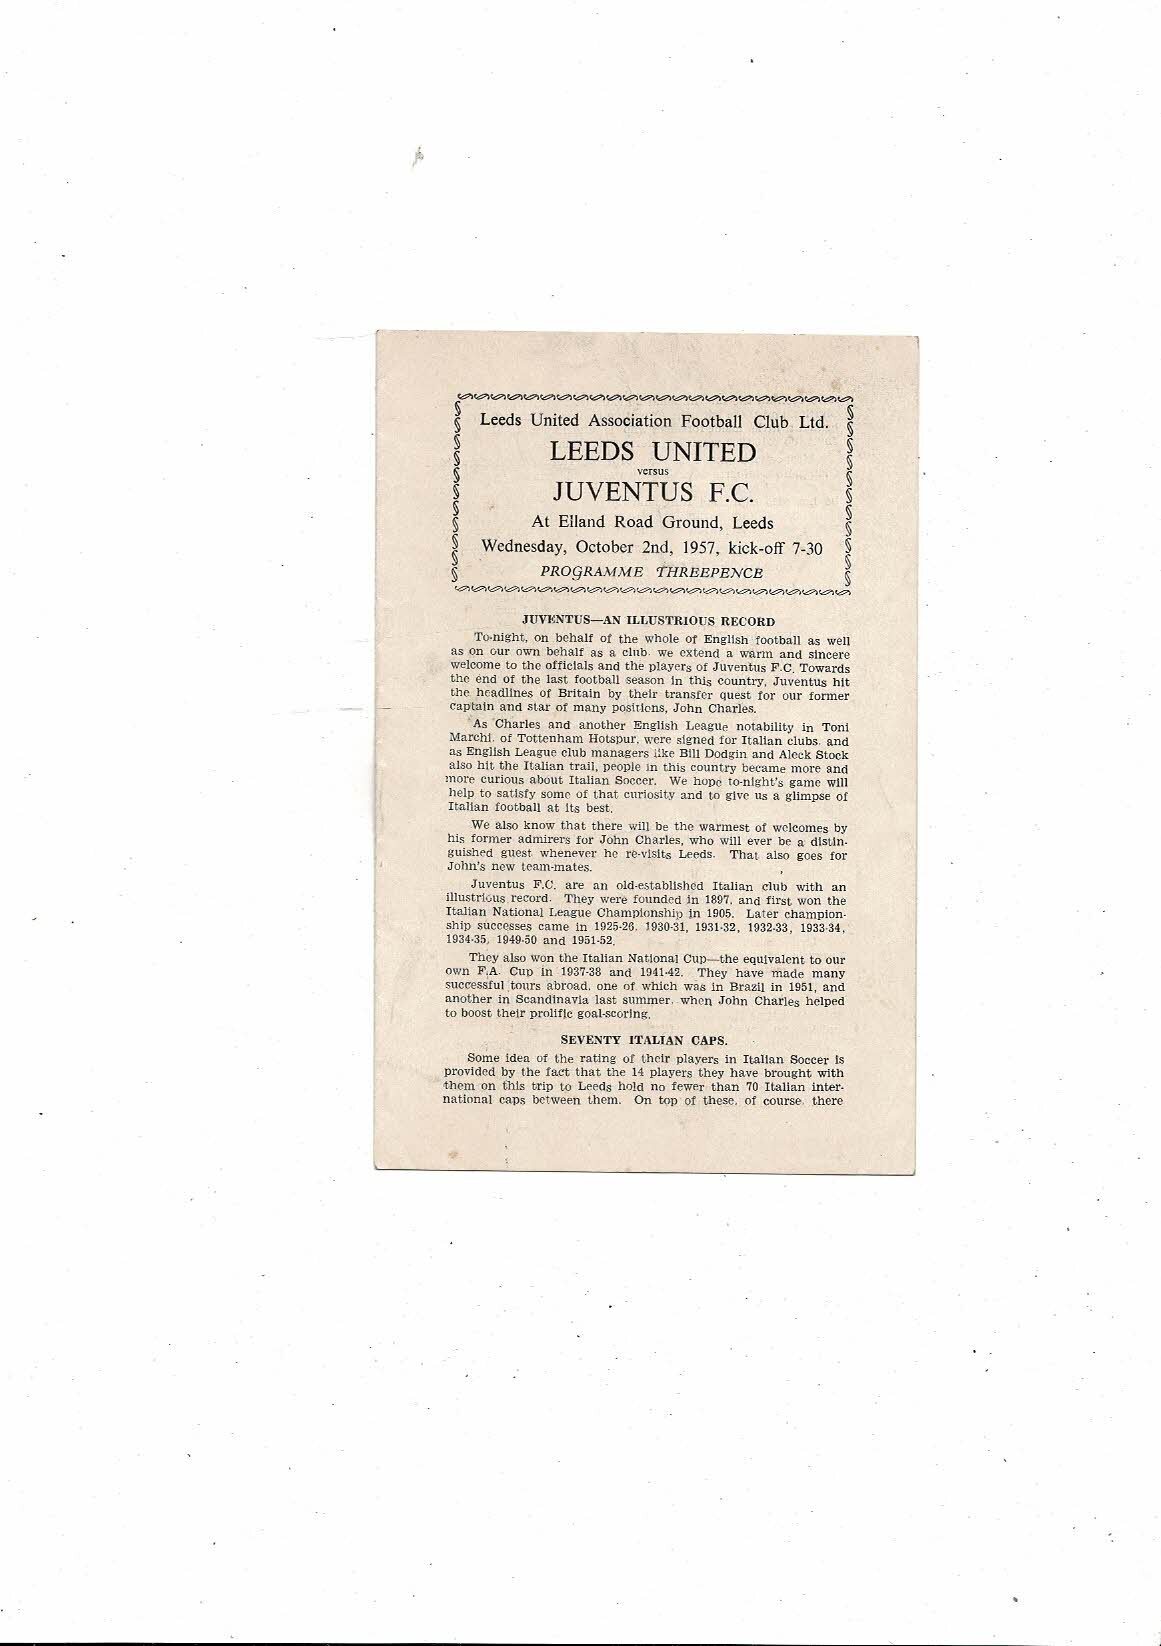 Leeds United Association Football Club Ltd.
LEEDS UNITED
versus
JUVENTUS F.C.
At Elland Road Ground, Leeds
Wednesday, October 2nd, 1957, kick-off 7-30
PROGRAMME THREEPENCE
JUVENTUS—AN ILLUSTRIOUS RECORD
To-night, on behalf of the whole of English football as well
as on our own behalf as a club. we extend a warm and sincere
welcome to the officials and the players of Juventus F.C. Towards
the end of the last football season in this country, Juventus hit
the headlines of Britain by their transfer quest for our former
captain and star of many positions, John Charles.
As Charles and another English League notability in Toni
Marchi. of Tottenham Hotspur, were signed for Italian clubs. and
as English League club managers like Bill Dodgin and Aleck Stock
also hit the Italian trail, people in this country became more and
more curious about Italian Soccer. We hope to-night's game will
help to satisfy some of that curiosity and to give us a glimpse of
Italian football at its best.
We also know that there will be the warmest of welcomes by
his former admirers for John Charles, who will ever be a distin-
guished guest whenever he re-visits Leeds. That also goes for
John's new team-mates.
Juventus F.C. are an old-established Italian club with an
illustrious record. They were founded in 1897, and first won the
Italian National League Championship in 1905. Later champion-
ship successes came in 1925-26. 1930-31, 1931-32, 1932-33, 1933-34,
1934-35, 1949-50 and 1951-52.
They also won the Italian National Cup—the equivalent to our
own F.A. Cup in 1937-38 and 1941-42. They have made many
successful tours abroad, one of which was in Brazil in 1951, and
another in Scandinavia last summer, when John Charles helped
to boost their prolific goal-scoring.
SEVENTY ITALIAN CAPS.
Some idea of the rating of their players in Italian Soccer is
provided by the fact that the 14 players they have brought with
them on this trip to Leeds hold no fewer than 70 Italian inter-
national caps between them. On top of these, of course, there